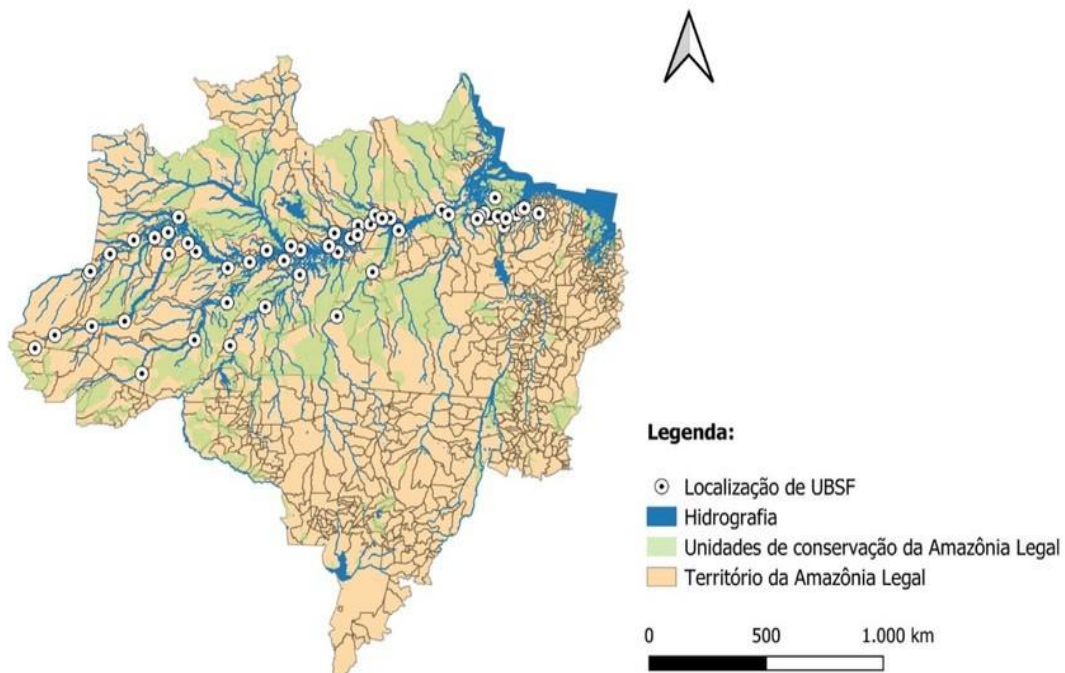 Legenda:
Localização de UBSF
Hidrografia
Unidades de conservação da Amazônia Legal
Território da Amazônia Legal
0 500 1.000 km